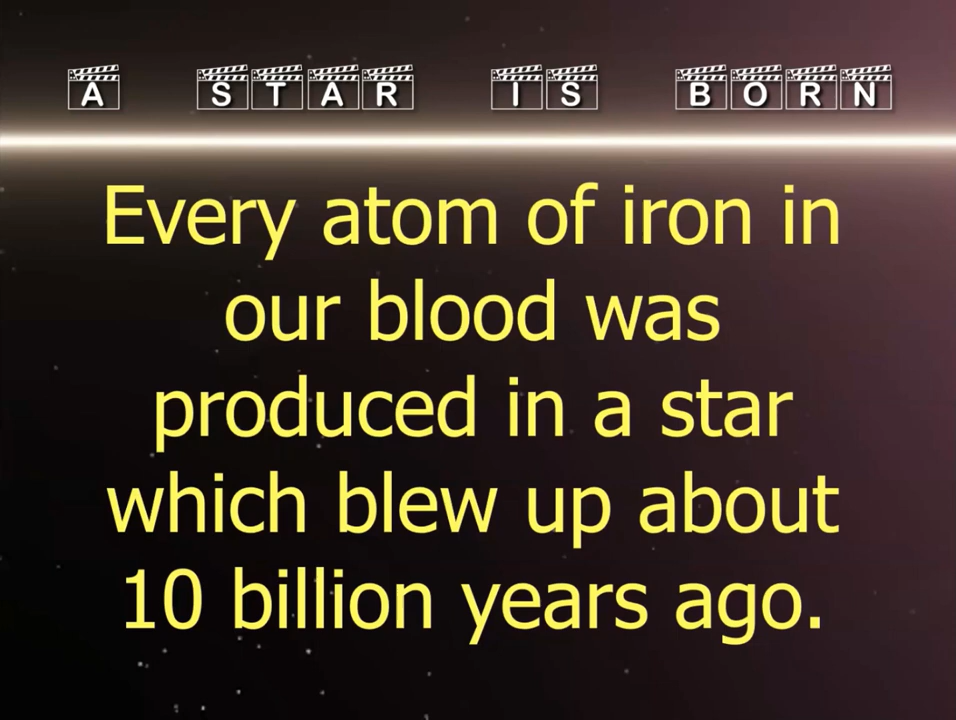 A STAR IS BORN
Every atom of iron in
our blood was
produced in a star
which blew up about
10 billion years ago.